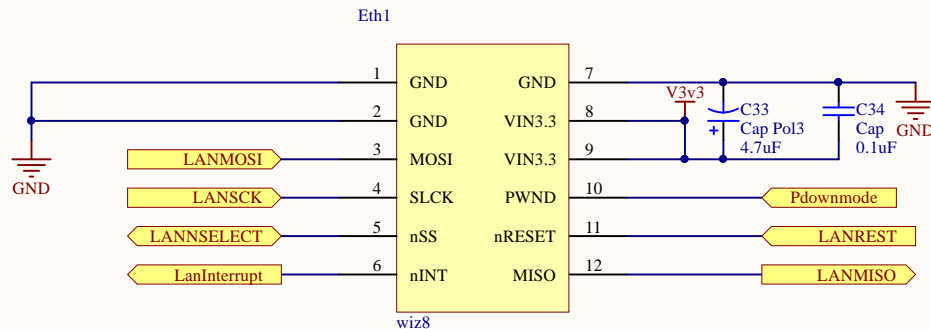 Eth1
1 GND GND 7
V3v3
2 GND VIN3.3 8
C33 C34
Cap Pol3 Cap
4.7uF 0.1uF
GND
GND
LANMOSI 3 MOSI VIN3.3 9
LANSCK 4 SLCK PWND 10 Pdownmode
LANNSELECT 5 nSS nRESET 11 LANREST
LanInterrupt 6 nINT MISO 12 LANMISO
wiz8